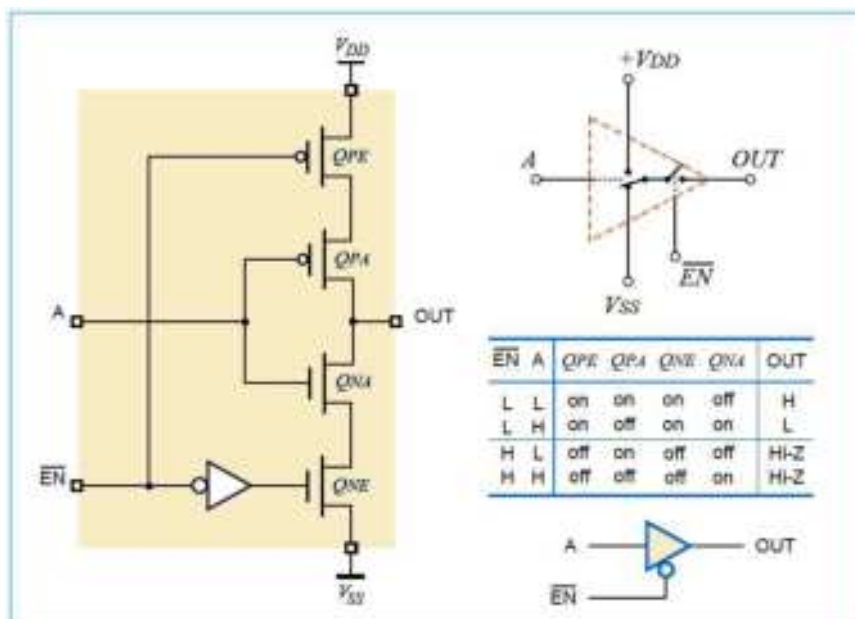 VDD
QPE
QPA
A
OUT
QNA
EN
QNE
VSS
+VDD
A
OUT
EN
VSS
EN A QPE QPA QNE QNA OUT
L L on on on off H
L H on off on on L
H L off on off off Hi-Z
H H off off off on Hi-Z
A
OUT
EN